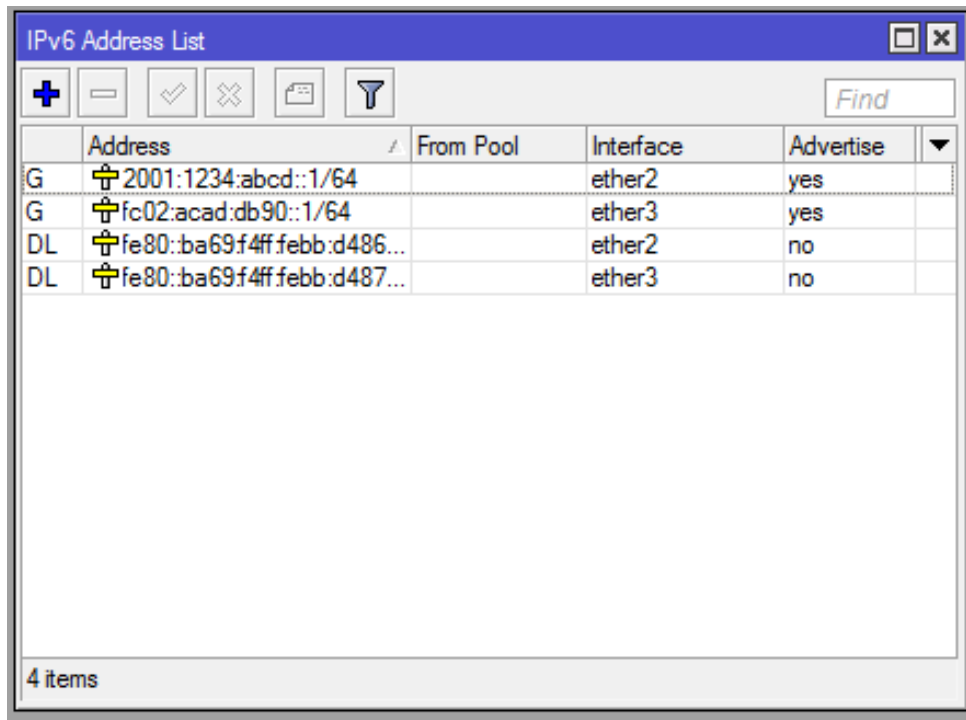 IPv6 Address List
Find
Address From Pool Interface Advertise
G 2001:1234:abcd::1/64 ether2 yes
G fc02:acad:db90::1/64 ether3 yes
DL fe80::ba69:f4ff:febb:d486... ether2 no
DL fe80::ba69:f4ff:febb:d487... ether3 no
4 items